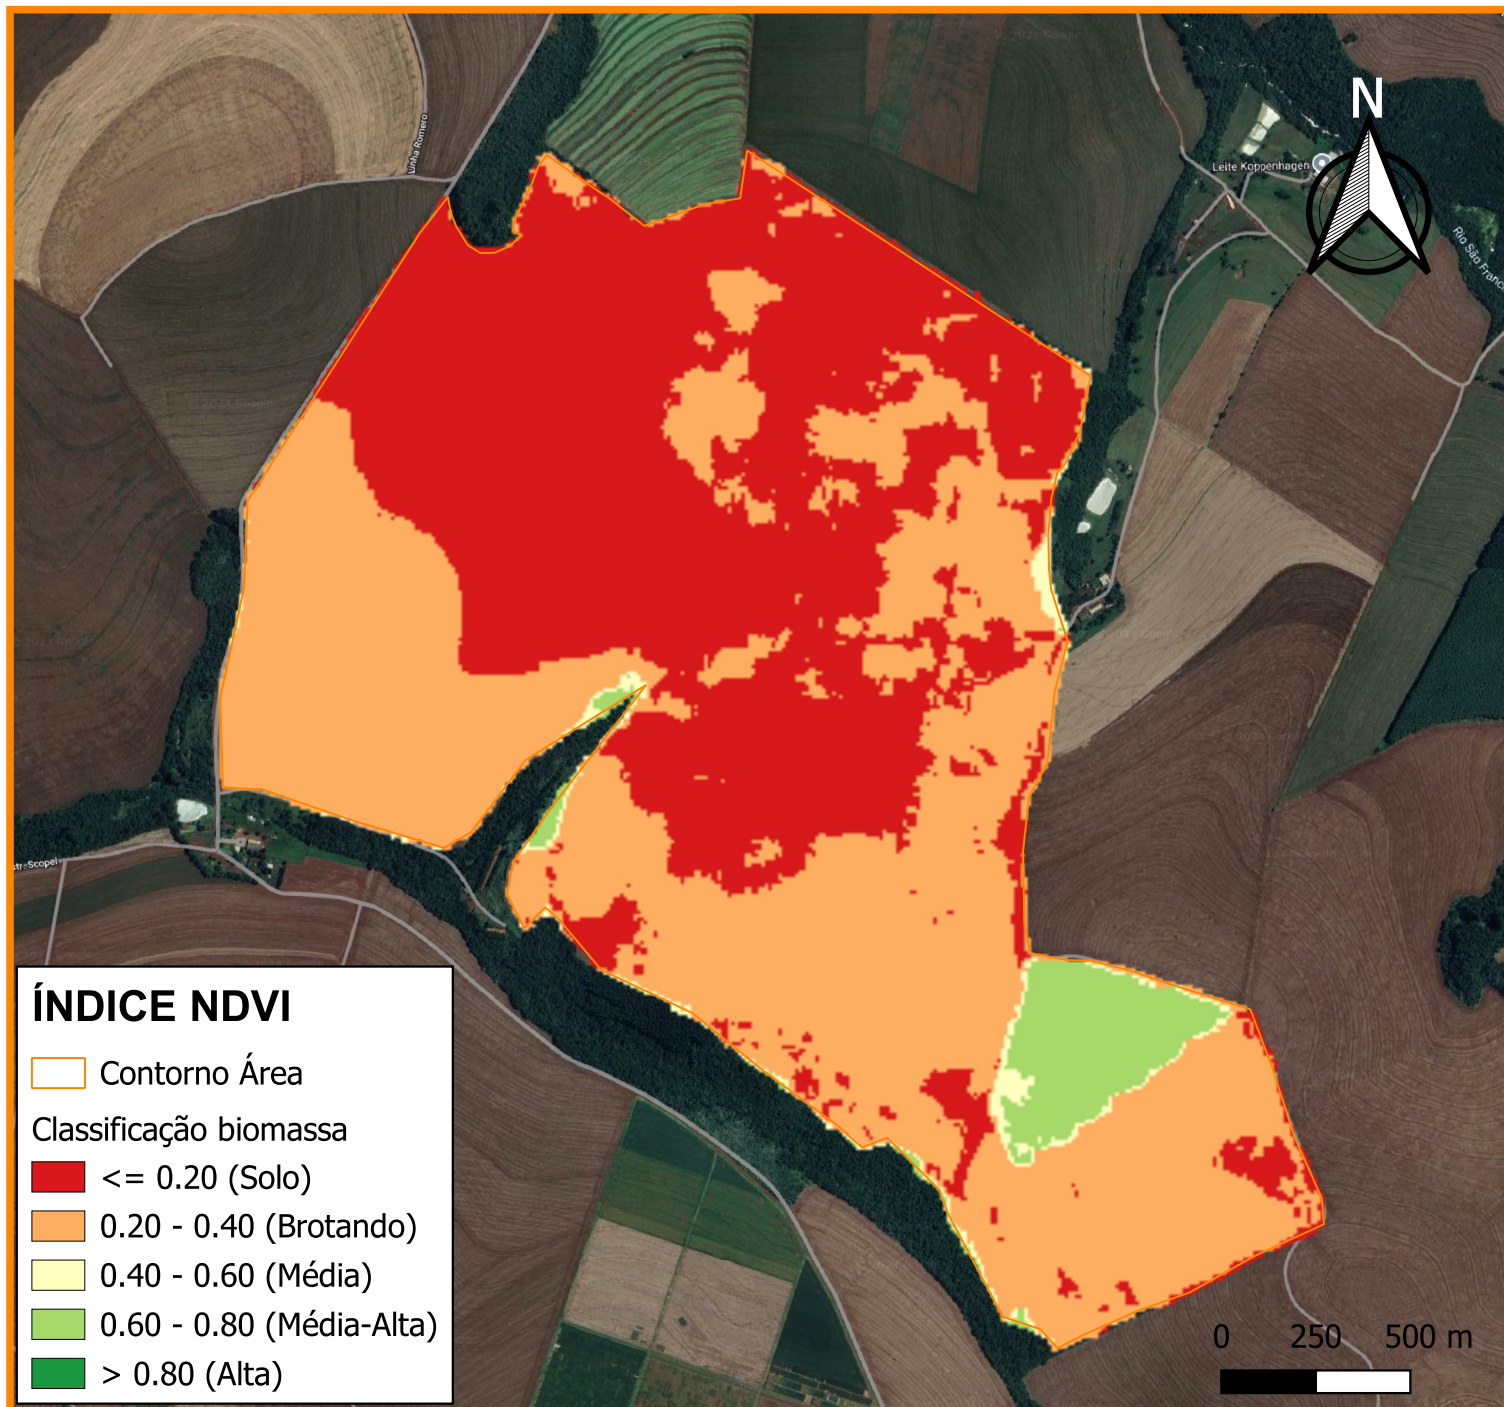 N
Linha Romero
Leite Koppenhagen
Rio São Franc
tra Scopel
ÍNDICE NDVI
Contorno Área
Classificação biomassa
<= 0.20 (Solo)
0.20 - 0.40 (Brotando)
0.40 - 0.60 (Média)
0.60 - 0.80 (Média-Alta)
> 0.80 (Alta)
0 250 500 m